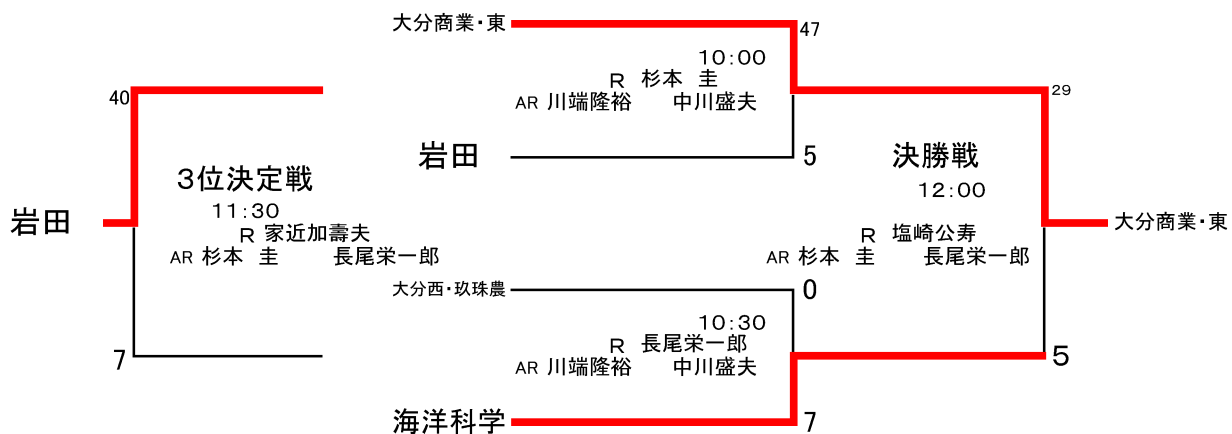 大分商業・東
47
10:00
R 杉本 圭
AR 川端隆裕 中川盛夫
岩田
5
40
3位決定戦
11:30
R 家近加壽夫
AR 杉本 圭 長尾栄一郎
岩田
7
29
決勝戦
12:00
R 塩崎公寿
AR 杉本 圭 長尾栄一郎
大分商業・東
5
大分西・玖珠農
0
10:30
R 長尾栄一郎
AR 川端隆裕 中川盛夫
海洋科学
7